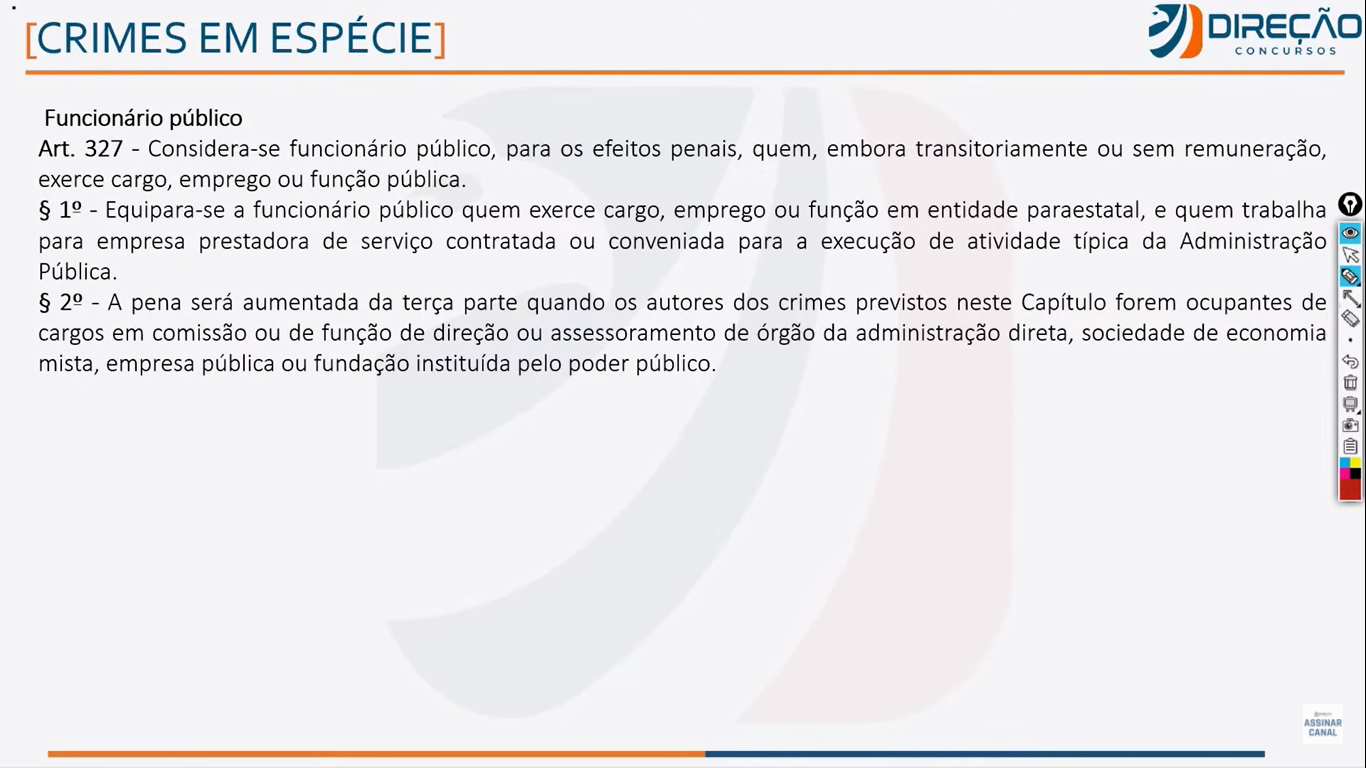 [CRIMES EM ESPÉCIE]
DIREÇÃO
CONCURSOS
Funcionário público
Art. 327 - Considera-se funcionário público, para os efeitos penais, quem, embora transitoriamente ou sem remuneração,
exerce cargo, emprego ou função pública.
§ 1º - Equipara-se a funcionário público quem exerce cargo, emprego ou função em entidade paraestatal, e quem trabalha
para empresa prestadora de serviço contratada ou conveniada para a execução de atividade típica da Administração
Pública.
§ 2º - A pena será aumentada da terça parte quando os autores dos crimes previstos neste Capítulo forem ocupantes de
cargos em comissão ou de função de direção ou assessoramento de órgão da administração direta, sociedade de economia
mista, empresa pública ou fundação instituída pelo poder público.
ASSINAR
CANAL